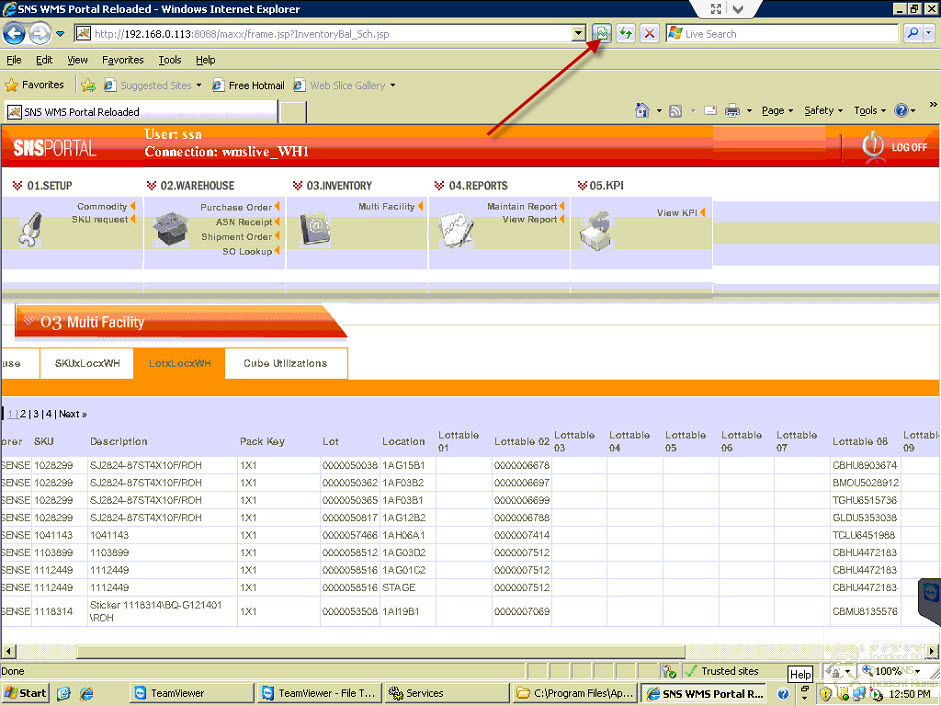 SNS WMS Portal Reloaded - Windows Internet Explorer
http://192.168.0.113:8088/maxx/frame.jsp?InventoryBal_Sch.jsp
Live Search
File Edit View Favorites Tools Help
Favorites Suggested Sites Free Hotmail Web Slice Gallery
SNS WMS Portal Reloaded
Page Safety Tools »
SNSPORTAL
User: ssa
Connection: wmslive_WH1
LOG OFF
01.SETUP 02.WAREHOUSE 03.INVENTORY 04.REPORTS 05.KPI
Commodity
SKU request
Purchase Order
ASN Receipt
Shipment Order
SO Lookup
Multi Facility
Maintain Report
View Report
View KPI
03 Multi Facility
use SKUxLocxWH LotxLocxWH Cube Utilizations
1 | 2 | 3 | 4 | Next »
orer SKU Description Pack Key Lot Location Lottable 01 Lottable 02 Lottable 03 Lottable 04 Lottable 05 Lottable 06 Lottable 07 Lottable 08 Lottabl 09
SENSE 1028299 SJ2824-87ST4X10F/ROH 1X1 0000050038 1AG15B1 0000006678 CBHU8903674
SENSE 1028299 SJ2824-87ST4X10F/ROH 1X1 0000050362 1AF03B2 0000006697 BMOU5028912
SENSE 1028299 SJ2824-87ST4X10F/ROH 1X1 0000050365 1AF03B1 0000006699 TGHU6515736
SENSE 1028299 SJ2824-87ST4X10F/ROH 1X1 0000050817 1AG12B2 0000006788 GLDU5353038
SENSE 1041143 1041143 1X1 0000057466 1AH06A1 0000007414 TCLU6451988
SENSE 1103899 1103899 1X1 0000058512 1AG03D2 0000007512 CBHU4472183
SENSE 1112449 1112449 1X1 0000058516 1AG01C2 0000007512 CBHU4472183
SENSE 1112449 1112449 1X1 0000058516 STAGE 0000007512 CBHU4472183
SENSE 1118314 Sticker 1118314\BQ-G121401 \ROH 1X1 0000053508 1AI19B1 0000007069 CBMU8135576
Done Trusted sites 100%
Help
Start TeamViewer TeamViewer - File T... Services C:\Program Files\Ap... SNS WMS Portal R... 12:50 PM